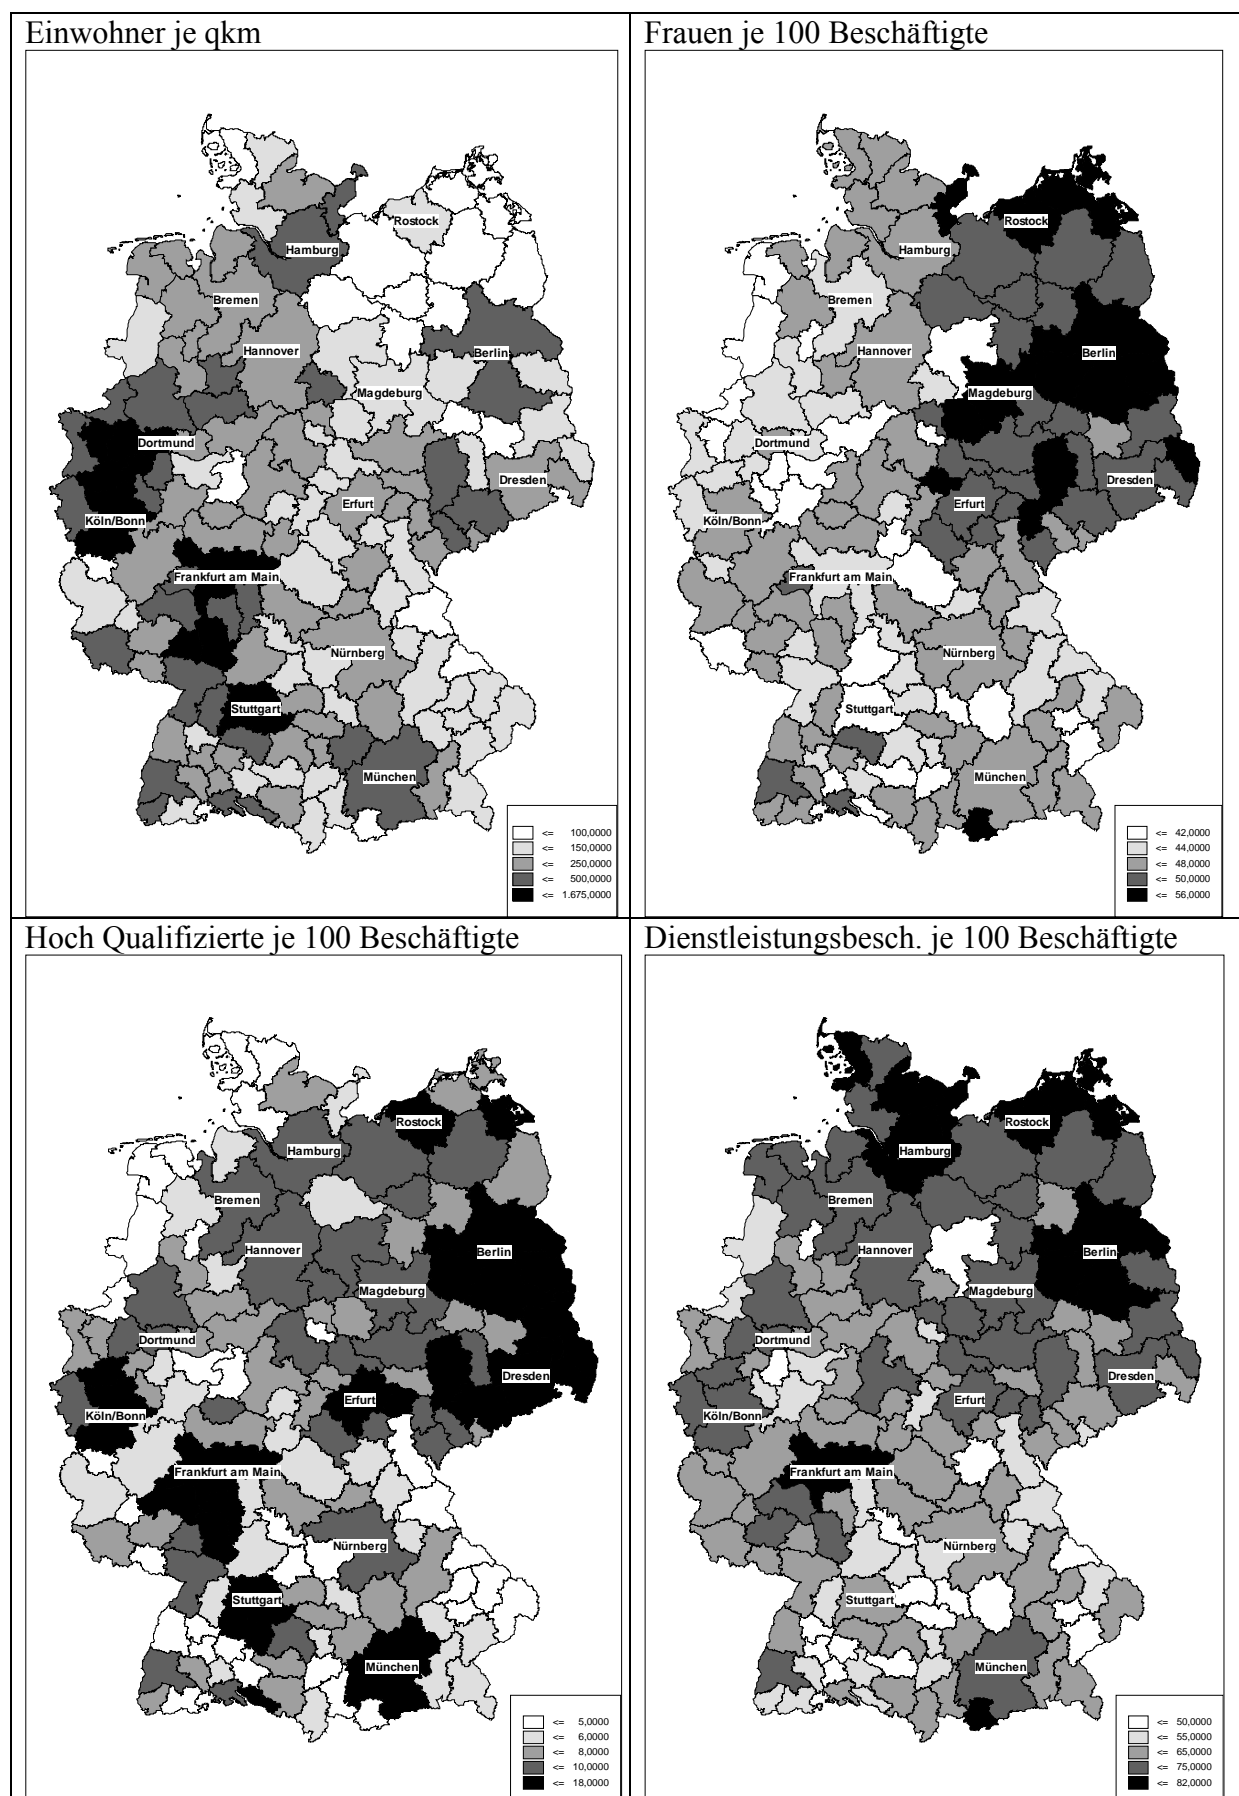 Einwohner je qkm
Rostock
Hamburg
Bremen
Hannover
Berlin
Magdeburg
Dortmund
Dresden
Erfurt
Köln/Bonn
Frankfurt am Main
Nürnberg
Stuttgart
München
<= 100,0000
<= 150,0000
<= 250,0000
<= 500,0000
<= 1.675,0000
Frauen je 100 Beschäftigte
Rostock
Hamburg
Bremen
Hannover
Berlin
Magdeburg
Dortmund
Dresden
Erfurt
Köln/Bonn
Frankfurt am Main
Nürnberg
Stuttgart
München
<= 42,0000
<= 44,0000
<= 48,0000
<= 50,0000
<= 56,0000
Hoch Qualifizierte je 100 Beschäftigte
Rostock
Hamburg
Bremen
Hannover
Berlin
Magdeburg
Dortmund
Dresden
Erfurt
Köln/Bonn
Frankfurt am Main
Nürnberg
Stuttgart
München
<= 5,0000
<= 6,0000
<= 8,0000
<= 10,0000
<= 18,0000
Dienstleistungsbesch. je 100 Beschäftigte
Rostock
Hamburg
Bremen
Hannover
Berlin
Magdeburg
Dortmund
Dresden
Erfurt
Köln/Bonn
Frankfurt am Main
Nürnberg
Stuttgart
München
<= 50,0000
<= 55,0000
<= 65,0000
<= 75,0000
<= 82,0000